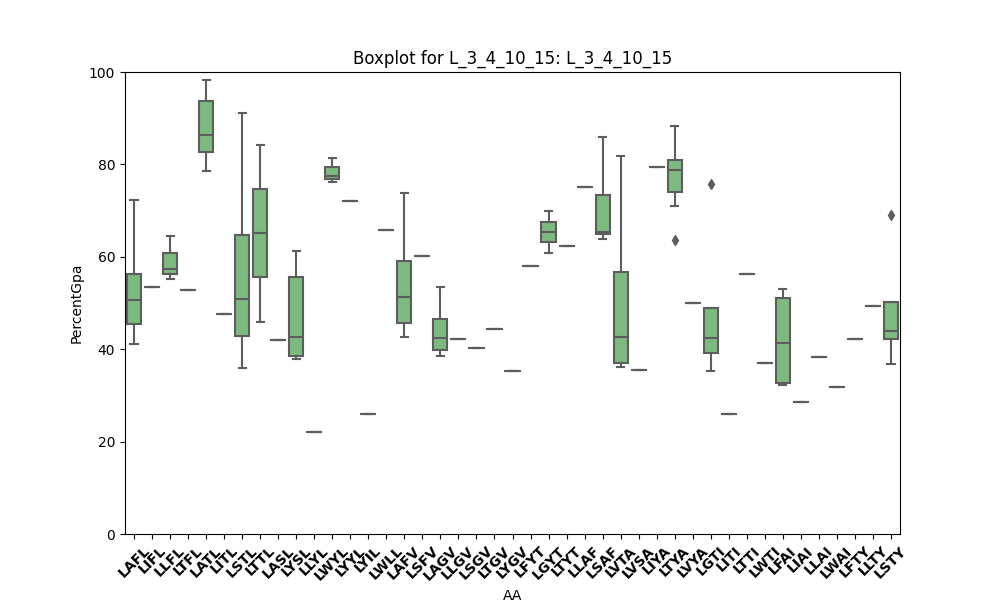 Boxplot for L_3_4_10_15: L_3_4_10_15
100
80
60
40
20
0
PercentGpa
LAFL LIFL LLFL LTFL LATL LITL LSTL LTTL LASL LYSL LLYL LWYL LYYL LYIL LWLL LAFV LSFV LAGV LLGV LSGV LTGV LYGV LFYT LGYT LTYT LLAF LSAF LVTA LVSA LIYA LTYA LVYA LGTI LITI LTTI LWTI LFAI LIAI LLAI LWAI LFTY LLTY LSTY
AA